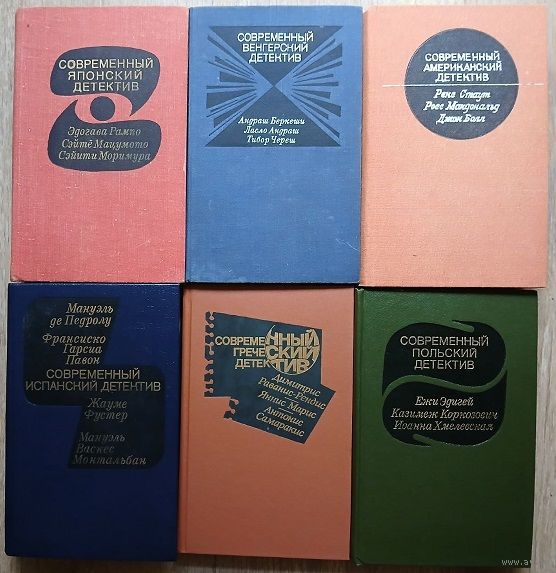 СОВРЕМЕННЫЙ
ЯПОНСКИЙ
ДЕТЕКТИВ
Эдогава Рампо
Сэйтё Мацумото
Сэйити Моримура
СОВРЕМЕННЫЙ
ВЕНГЕРСКИЙ
ДЕТЕКТИВ
Андраш Беркеши
Ласло Андраш
Тибор Череш
СОВРЕМЕННЫЙ
АМЕРИКАНСКИЙ
ДЕТЕКТИВ
Рекс Стаут
Росс Макдональд
Джон Болл
Мануэль
де Педролу
Франсиско
Гарсиа
Павон
СОВРЕМЕННЫЙ
ИСПАНСКИЙ ДЕТЕКТИВ
Жауме
Фустер
Мануэль
Васкес
Монтальбан
СОВРЕМЕННЫЙ
ГРЕЧЕСКИЙ
ДЕТЕКТИВ
Димитрис
Раванис-Рендис
Яннис Марис
Антонис
Самаракис
СОВРЕМЕННЫЙ
ПОЛЬСКИЙ
ДЕТЕКТИВ
Ежи Эдигей
Казимеж Коркозович
Иоанна Хмелевская